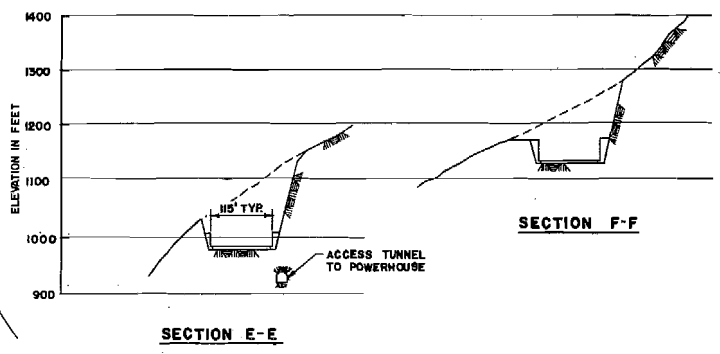 1400
1300
1200
1100
1000
900
ELEVATION IN FEET
115' TYP.
ACCESS TUNNEL
TO POWERHOUSE
SECTION F-F
SECTION E-E